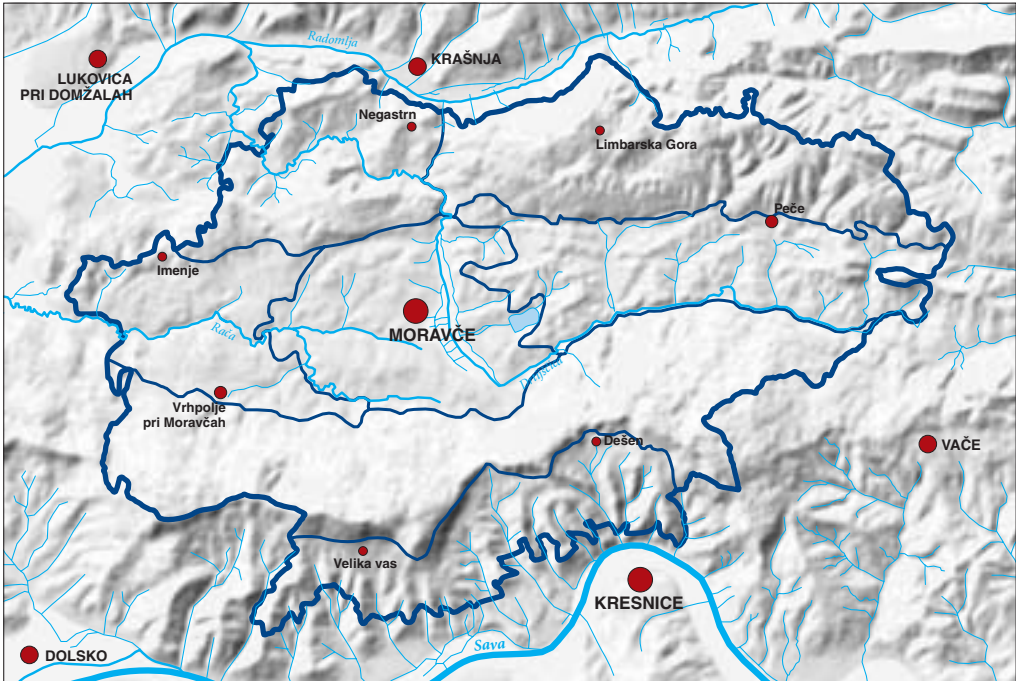 Radomlja
KRAŠNJA
LUKOVICA
PRI DOMŽALAH
Negastrn
Limbarska Gora
Peče
Imenje
MORAVČE
Rača
Drtijščica
Vrhpolje
pri Moravčah
Dešen
VAČE
Velika vas
KRESNICE
Sava
DOLSKO